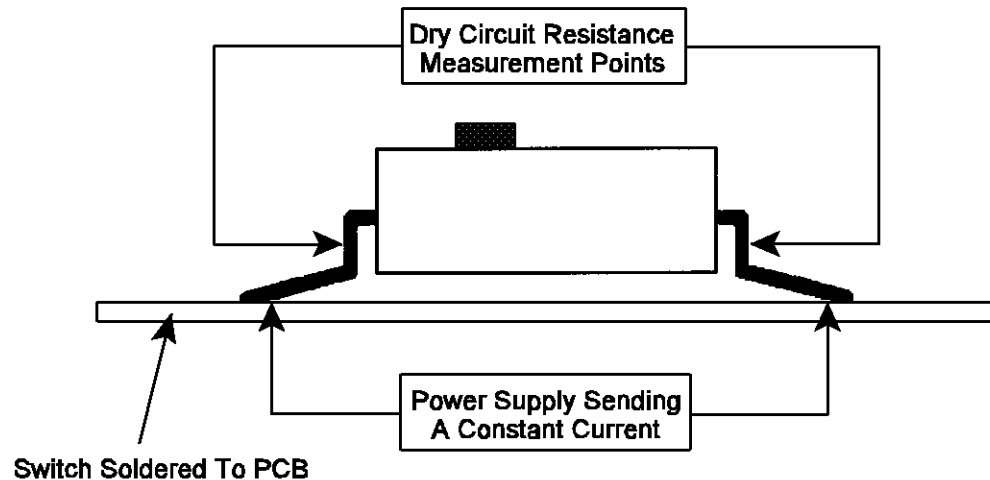 Dry Circuit Resistance
Measurement Points
Power Supply Sending
A Constant Current
Switch Soldered To PCB